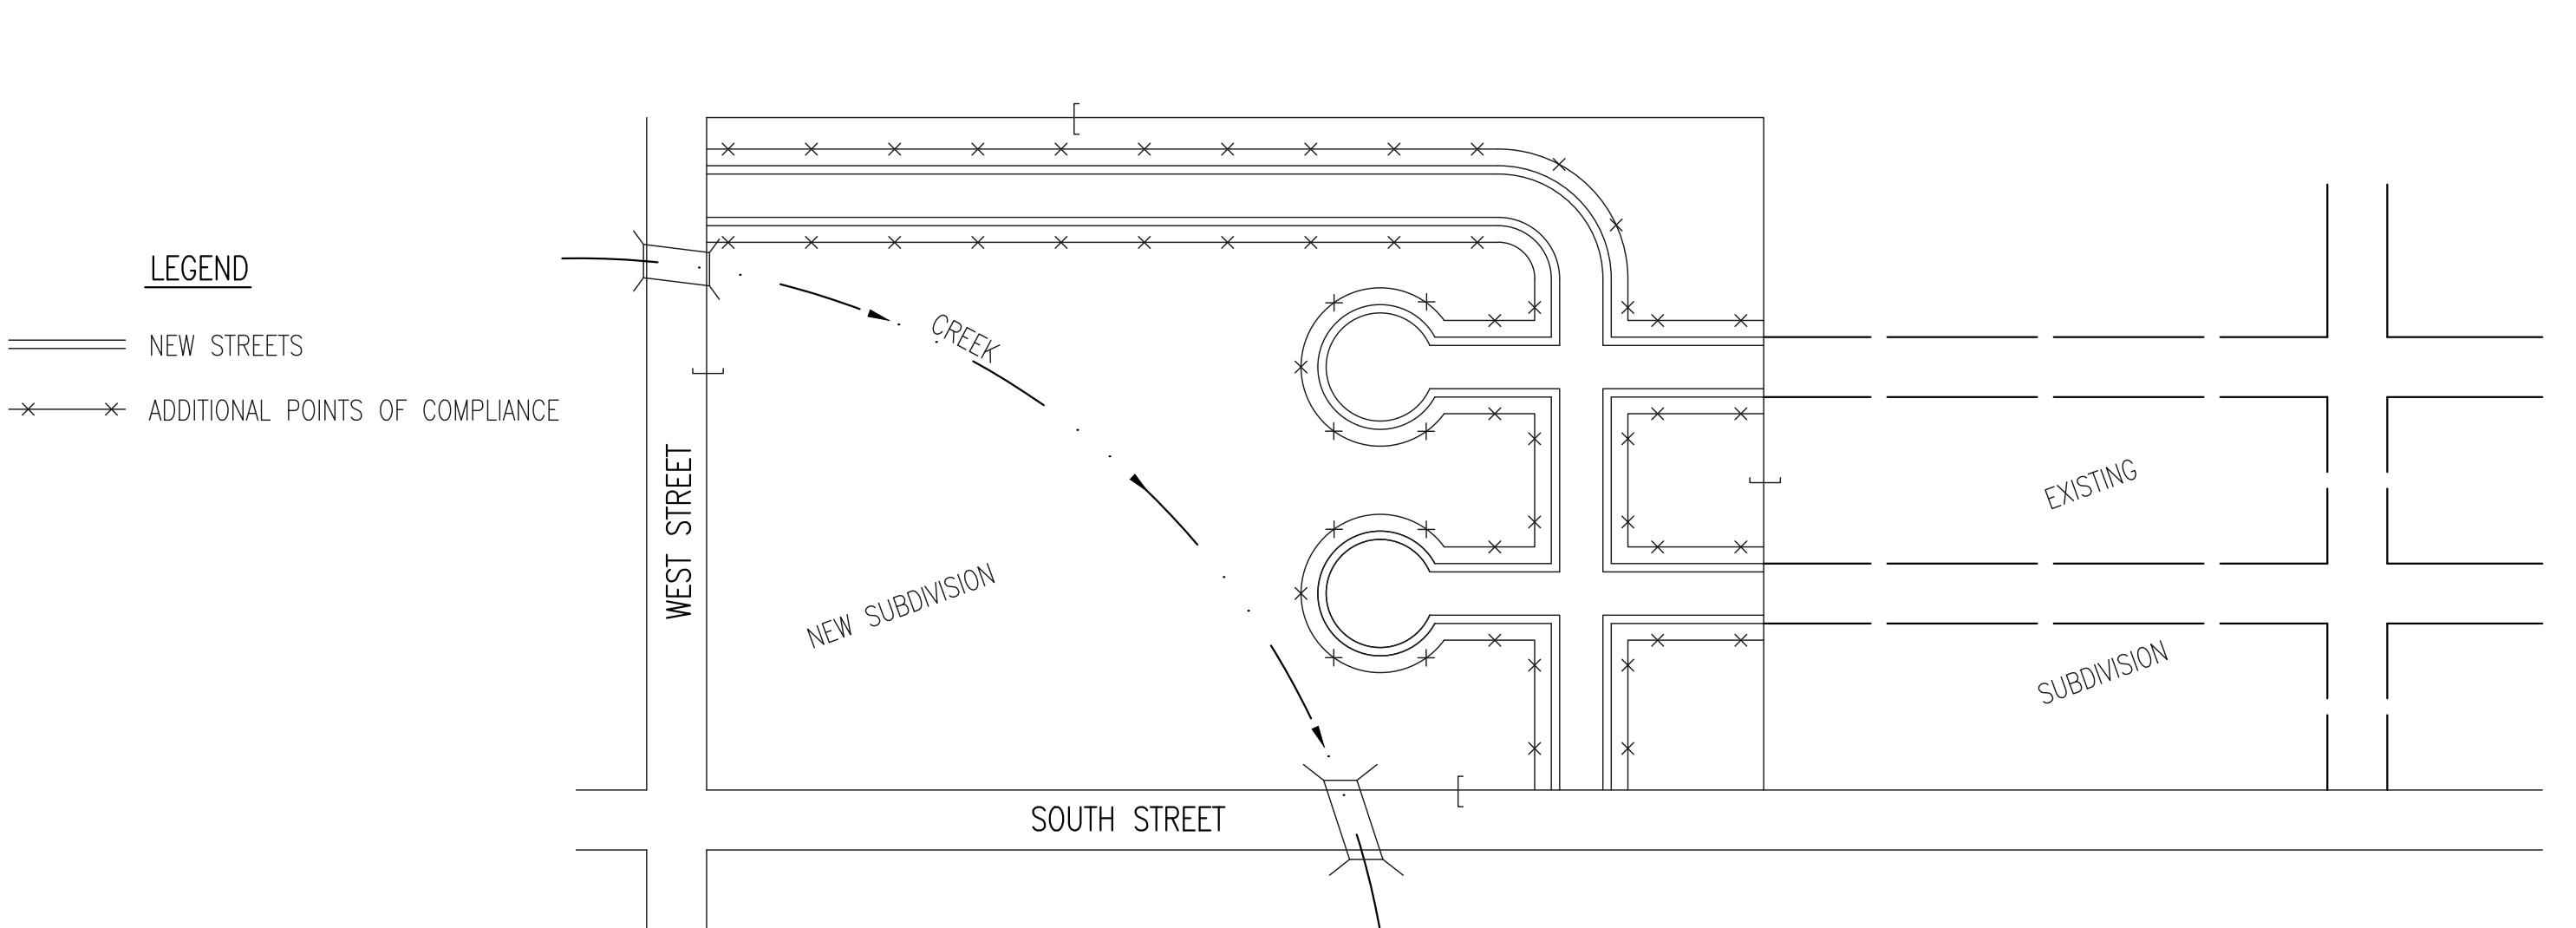 LEGEND
NEW STREETS
ADDITIONAL POINTS OF COMPLIANCE
WEST STREET
CREEK
NEW SUBDIVISION
SOUTH STREET
EXISTING
SUBDIVISION